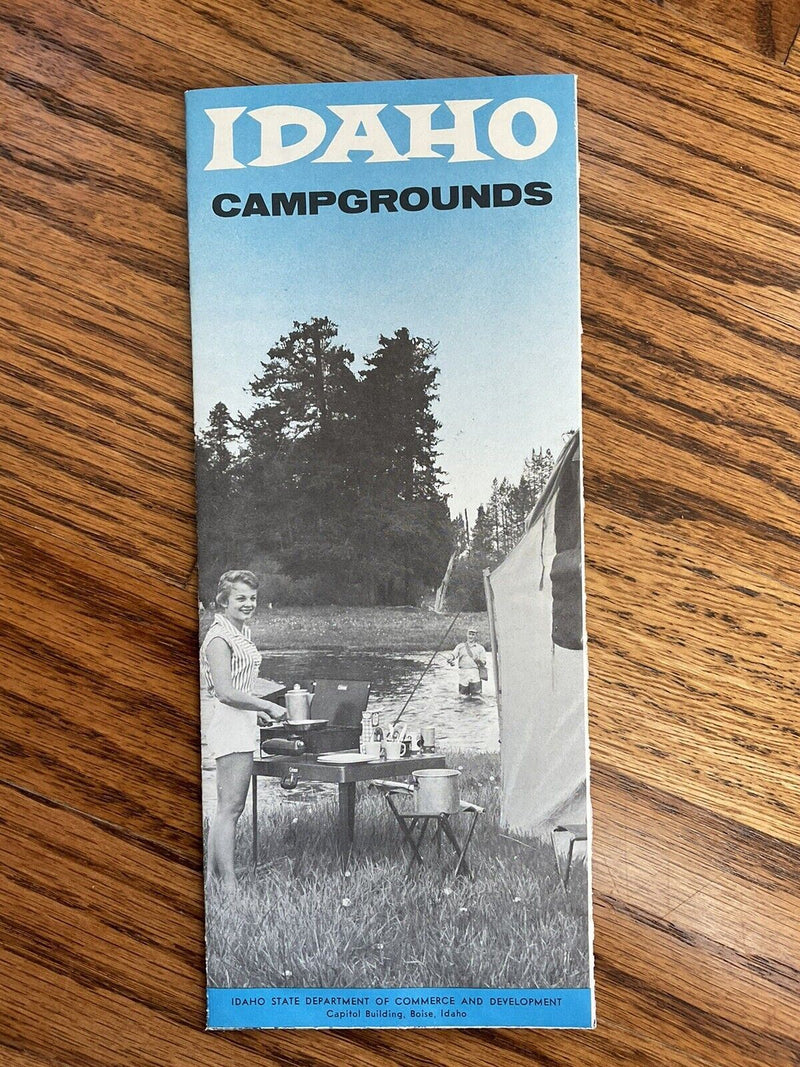 IDAHO
CAMPGROUNDS
IDAHO STATE DEPARTMENT OF COMMERCE AND DEVELOPMENT
Capitol Building, Boise, Idaho